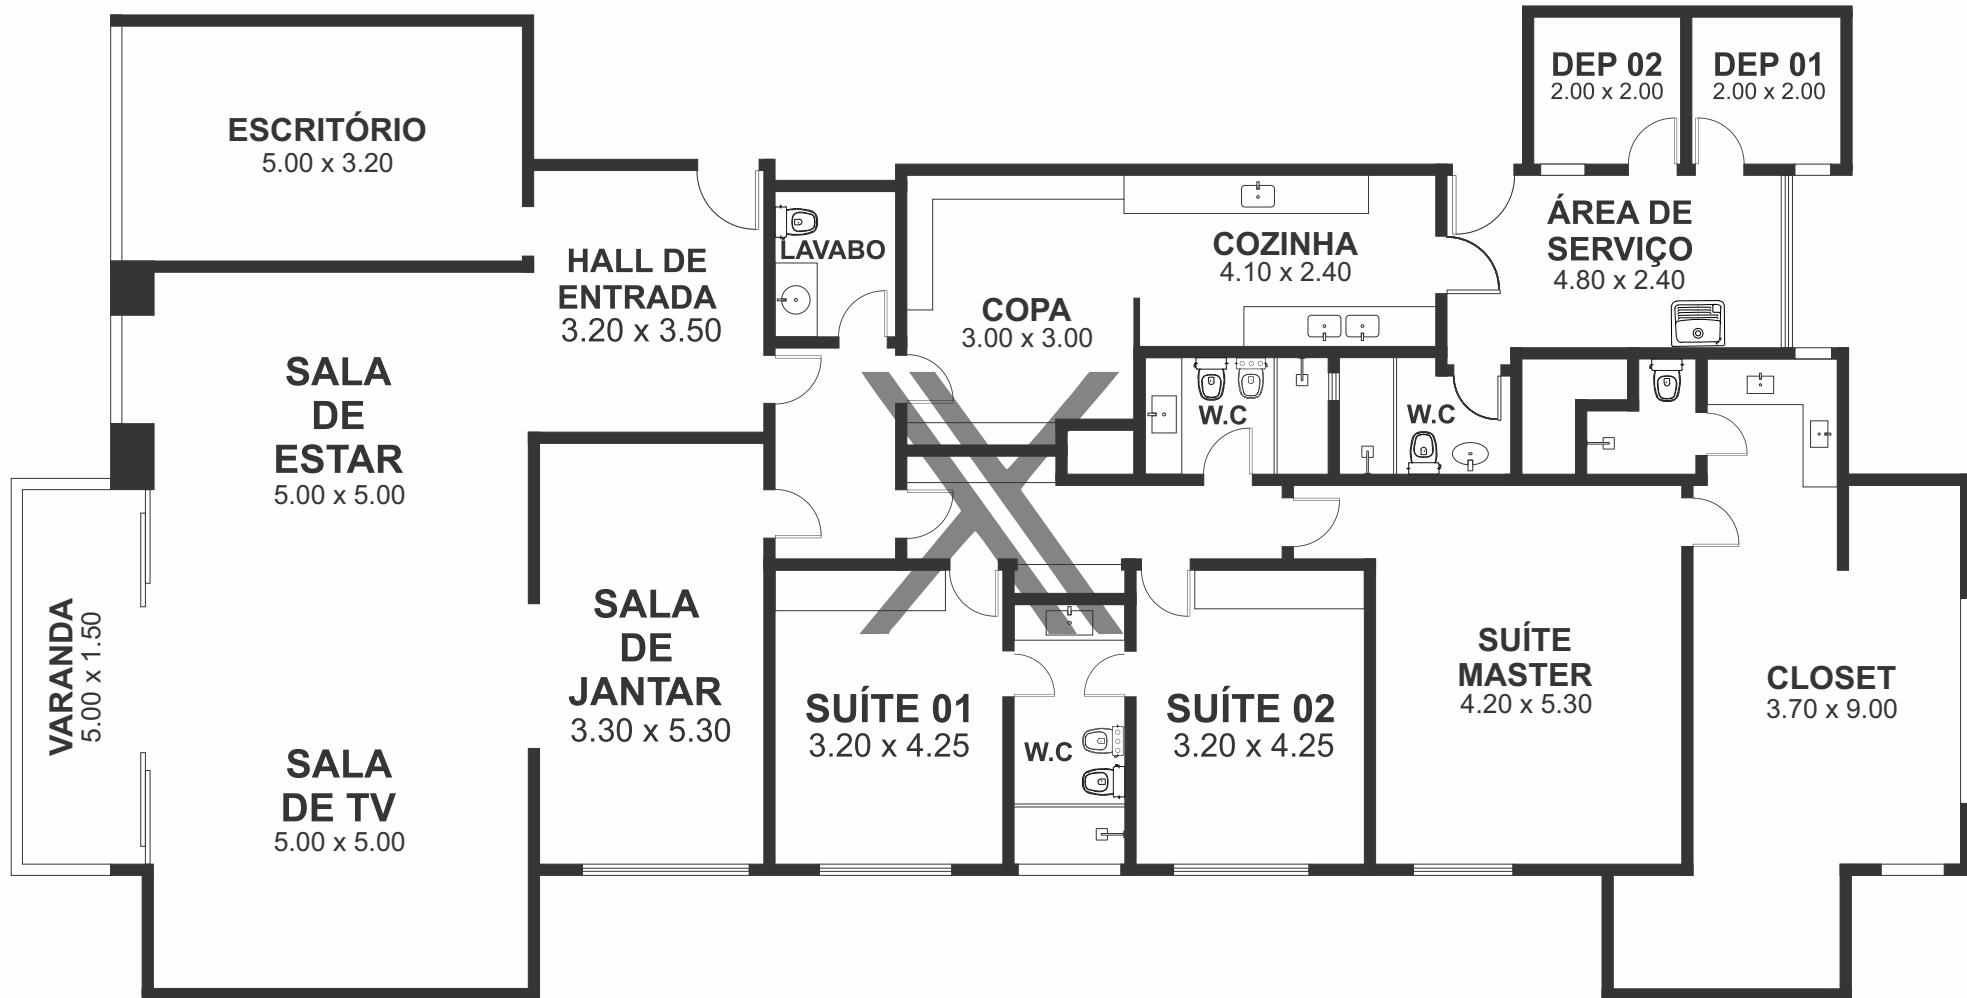 ESCRITÓRIO
5.00 x 3.20
HALL DE
ENTRADA
3.20 x 3.50
LAVABO
COPA
3.00 x 3.00
COZINHA
4.10 x 2.40
DEP 02
2.00 x 2.00
DEP 01
2.00 x 2.00
ÁREA DE
SERVIÇO
4.80 x 2.40
SALA
DE
ESTAR
5.00 x 5.00
W.C
W.C
VARANDA
5.00 x 1.50
SALA
DE TV
5.00 x 5.00
SALA
DE
JANTAR
3.30 x 5.30
SUÍTE 01
3.20 x 4.25
W.C
SUÍTE 02
3.20 x 4.25
SUÍTE
MASTER
4.20 x 5.30
CLOSET
3.70 x 9.00